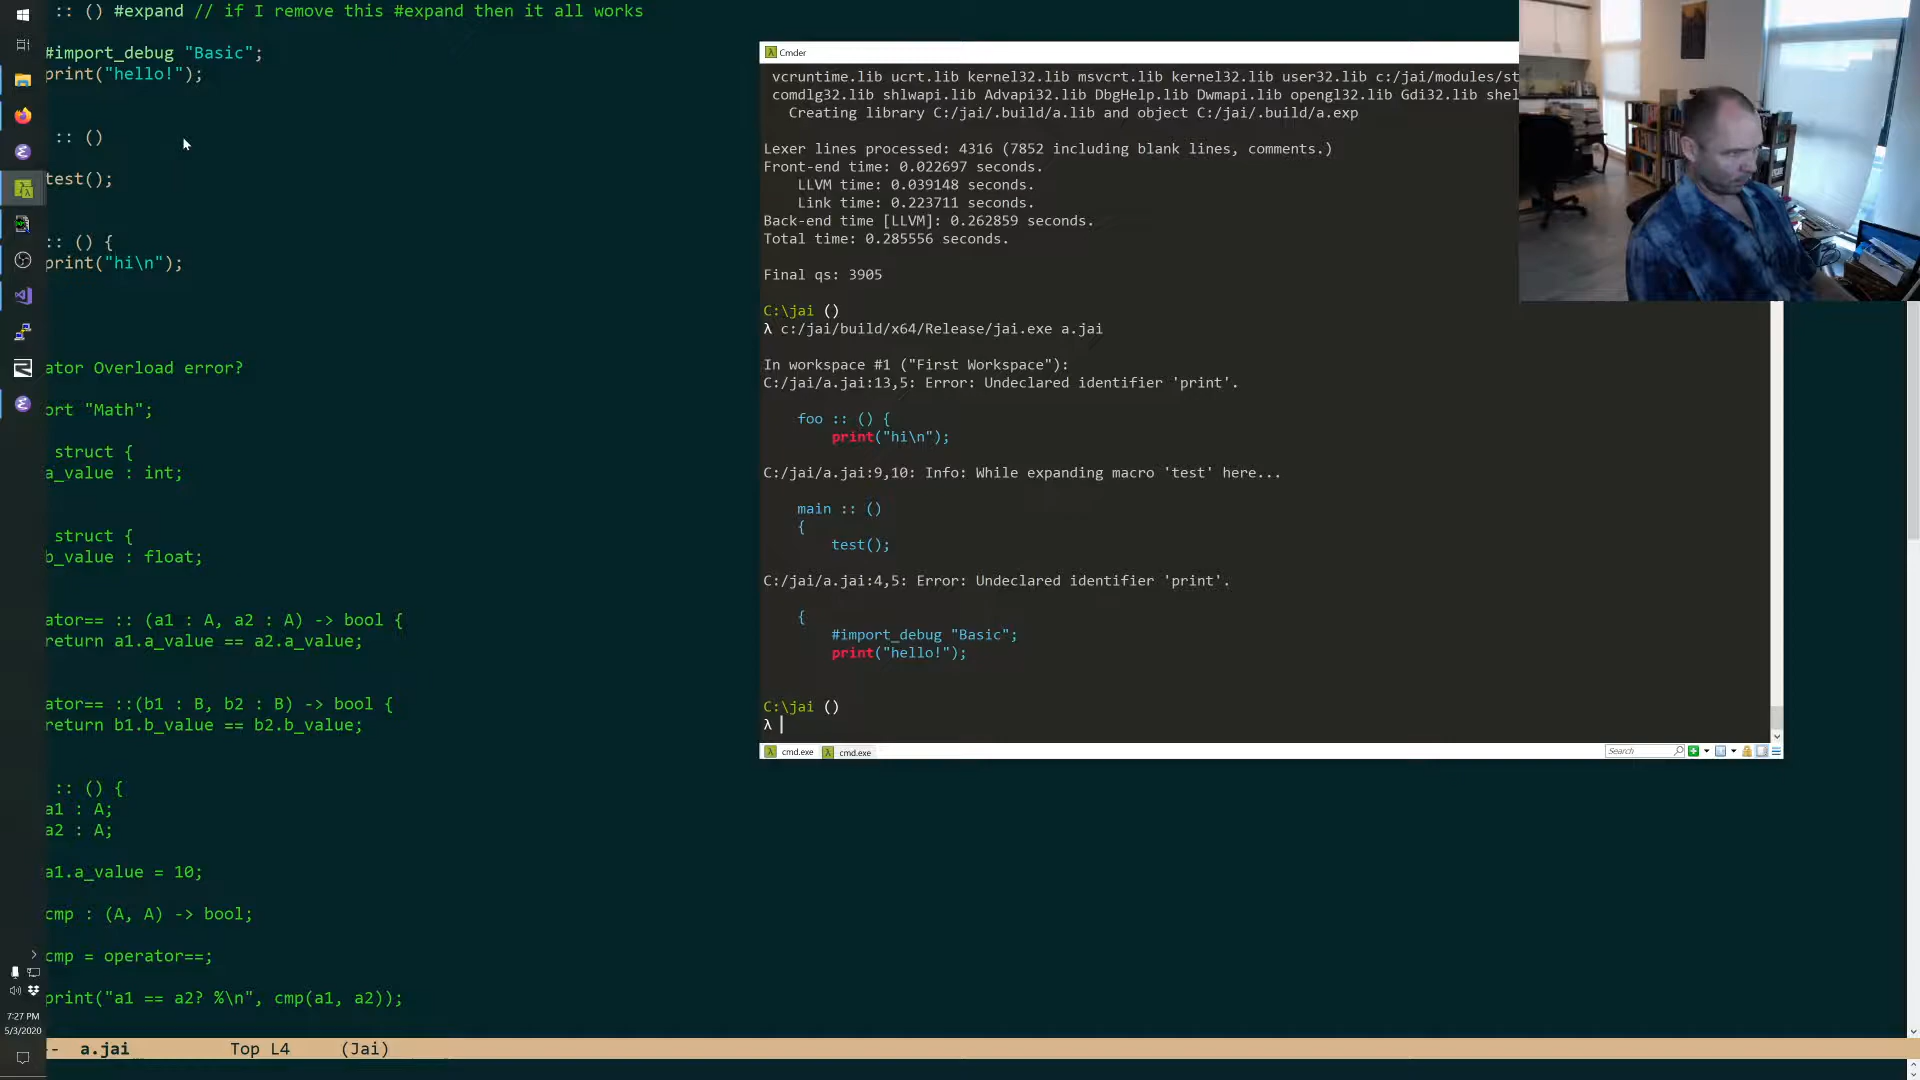 :: () #expand // if I remove this #expand then it all works
#import_debug "Basic";
print("hello!");
:: ()
test();
:: () {
print("hi\n");
ator Overload error?
ort "Math";
struct {
a_value : int;
struct {
b_value : float;
ator== :: (a1 : A, a2 : A) -> bool {
return a1.a_value == a2.a_value;
ator== ::(b1 : B, b2 : B) -> bool {
return b1.b_value == b2.b_value;
:: () {
a1 : A;
a2 : A;
a1.a_value = 10;
cmp : (A, A) -> bool;
cmp = operator==;
print("a1 == a2? %\n", cmp(a1, a2));
-- a.jai Top L4 (Jai)
7:27 PM
5/3/2020
Cmder
vcruntime.lib ucrt.lib kernel32.lib msvcrt.lib kernel32.lib user32.lib c:/jai/modules/st
comdlg32.lib shlwapi.lib Advapi32.lib DbgHelp.lib Dwmapi.lib opengl32.lib Gdi32.lib shel
Creating library C:/jai/.build/a.lib and object C:/jai/.build/a.exp
Lexer lines processed: 4316 (7852 including blank lines, comments.)
Front-end time: 0.022697 seconds.
LLVM time: 0.039148 seconds.
Link time: 0.223711 seconds.
Back-end time [LLVM]: 0.262859 seconds.
Total time: 0.285556 seconds.
Final qs: 3905
C:\jai ()
λ c:/jai/build/x64/Release/jai.exe a.jai
In workspace #1 ("First Workspace"):
C:/jai/a.jai:13,5: Error: Undeclared identifier 'print'.
foo :: () {
print("hi\n");
C:/jai/a.jai:9,10: Info: While expanding macro 'test' here...
main :: ()
{
test();
C:/jai/a.jai:4,5: Error: Undeclared identifier 'print'.
{
#import_debug "Basic";
print("hello!");
C:\jai ()
λ
cmd.exe cmd.exe Search